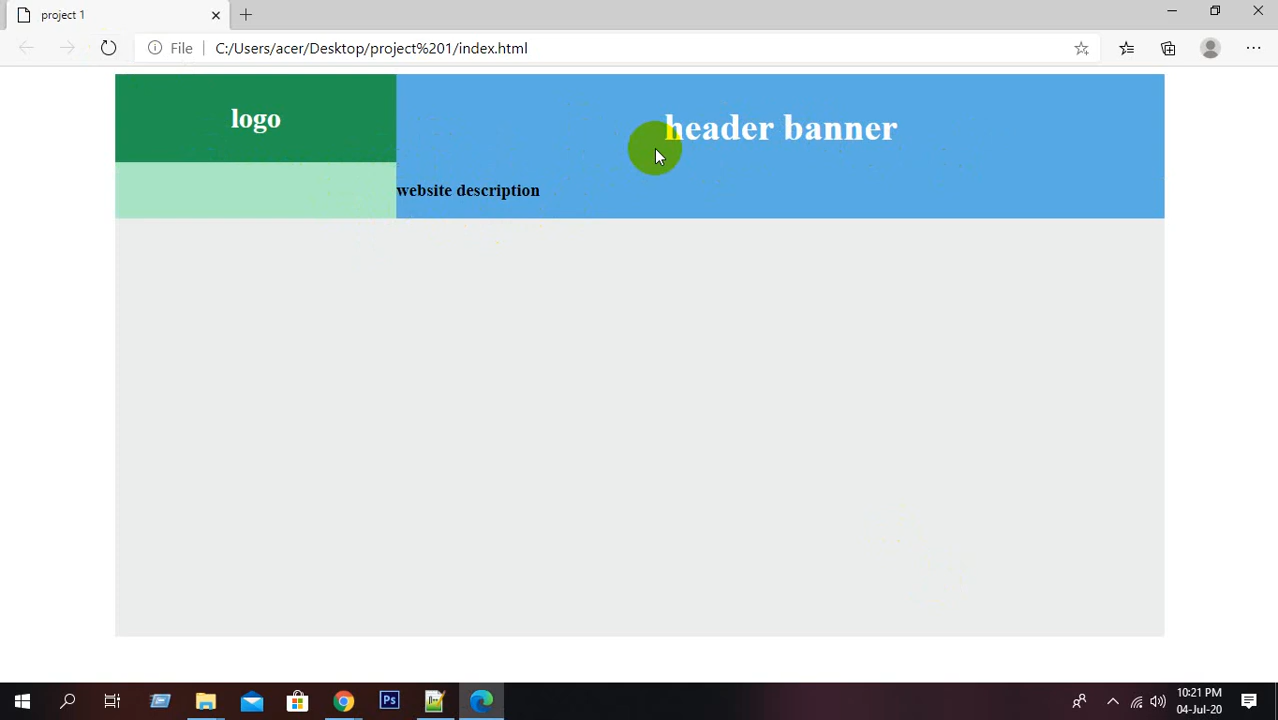 project 1
File
C:/Users/acer/Desktop/project%201/index.html
logo
header banner
website description
Ps
10:21 PM
04-Jul-20